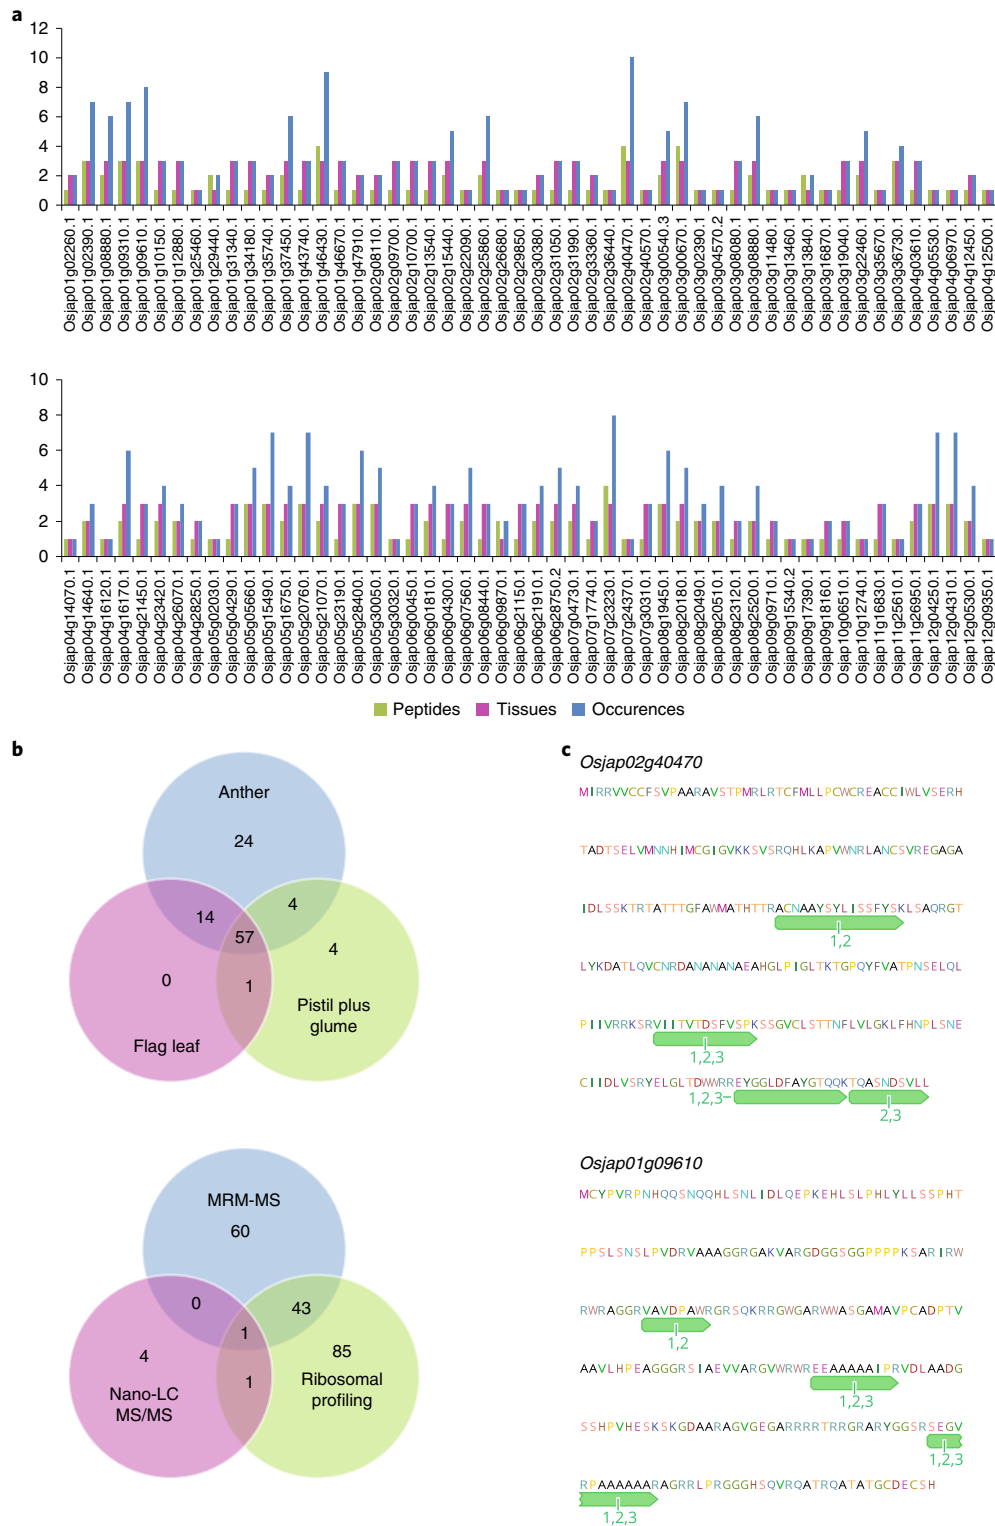 a
12
10
8
6
4
2
0
Osjap01g02260.1
Osjap01g02390.1
Osjap01g08880.1
Osjap01g09310.1
Osjap01g09610.1
Osjap01g10150.1
Osjap01g12880.1
Osjap01g25460.1
Osjap01g29440.1
Osjap01g31340.1
Osjap01g34180.1
Osjap01g35740.1
Osjap01g37450.1
Osjap01g43740.1
Osjap01g46430.1
Osjap01g46670.1
Osjap01g47910.1
Osjap02g08110.1
Osjap02g09700.1
Osjap02g10700.1
Osjap02g13540.1
Osjap02g15440.1
Osjap02g22090.1
Osjap02g25860.1
Osjap02g26680.1
Osjap02g29850.1
Osjap02g30380.1
Osjap02g31050.1
Osjap02g31990.1
Osjap02g33360.1
Osjap02g36440.1
Osjap02g40470.1
Osjap02g40570.1
Osjap03g00540.3
Osjap03g00670.1
Osjap03g02390.1
Osjap03g04570.2
Osjap03g08080.1
Osjap03g08880.1
Osjap03g11480.1
Osjap03g13460.1
Osjap03g13840.1
Osjap03g16870.1
Osjap03g19040.1
Osjap03g22460.1
Osjap03g35670.1
Osjap03g36730.1
Osjap04g03610.1
Osjap04g05530.1
Osjap04g06970.1
Osjap04g12450.1
Osjap04g12500.1
10
8
6
4
2
0
Osjap04g14070.1
Osjap04g14640.1
Osjap04g16120.1
Osjap04g16170.1
Osjap04g21450.1
Osjap04g23420.1
Osjap04g26070.1
Osjap04g28250.1
Osjap05g02030.1
Osjap05g04290.1
Osjap05g05660.1
Osjap05g15490.1
Osjap05g16750.1
Osjap05g20760.1
Osjap05g21070.1
Osjap05g23190.1
Osjap05g28400.1
Osjap05g30050.1
Osjap05g30320.1
Osjap06g00450.1
Osjap06g01810.1
Osjap06g04300.1
Osjap06g07560.1
Osjap06g08440.1
Osjap06g09870.1
Osjap06g21150.1
Osjap06g21910.1
Osjap06g28750.2
Osjap07g04730.1
Osjap07g17740.1
Osjap07g23230.1
Osjap07g24370.1
Osjap07g30310.1
Osjap08g19450.1
Osjap08g20180.1
Osjap08g20490.1
Osjap08g20510.1
Osjap08g23120.1
Osjap08g25200.1
Osjap09g09710.1
Osjap09g15340.2
Osjap09g17390.1
Osjap09g18160.1
Osjap10g06510.1
Osjap10g12740.1
Osjap11g16830.1
Osjap11g25610.1
Osjap11g26950.1
Osjap12g04250.1
Osjap12g04310.1
Osjap12g05300.1
Osjap12g09350.1
Peptides Tissues Occurences
b
Anther
24
14
4
57
4
0
1
Pistil plus
glume
Flag leaf
MRM-MS
60
0
43
1
4
85
1
Nano-LC
MS/MS
Ribosomal
profiling
c
Osjap02g40470
MIRRVVCCFSVPAARAVSTPMRLRTCFMLLPCWCREACCIWLVSERH
TADTSELVMNNHIMCGIGVKKSVSRQHLKAPVWNRLANCSVREGAGA
IDLSSKTRTATTTGFAWMATHTTRACNAAYSYLISSFYSKLSAQRGT
1,2
LYKDATLQVCNRDANANANAEAHGLPIGLTKTGPQYFVATPNSELQL
PIIVRRKSRVIITVTDSFVSPKSSGVCLSTTNFLVLGKLFHNPLSNE
1,2,3
CIIDLVSRYELGLTDWWRREYGGLDFAYGTQQKTQASNDSVLL
1,2,3
2,3
Osjap01g09610
MCYPVRPNHQQSNQQHLSNLIDLQEPKEHLSLPHLYLLSSPHT
PPSLSNSLPVDRVAAAGGRGAKVARGDGGSGGPPPPKSARIRW
RWRAGGRVAVDPAWRGRSQKRRGWGARWWASGAMAVPCADPTV
1,2
AAVLHPEAGGGRSIAEVVARGVWRWREEAAAAAIPRVDLAADG
1,2,3
SSHPVHESKSKGDAARAGVGEGARRRRTRRGRARYGGSRSEGV
1,2,3
RPAAAAAARAGRRLPRGGGHSQVRQATRQATATGCDECSH
1,2,3